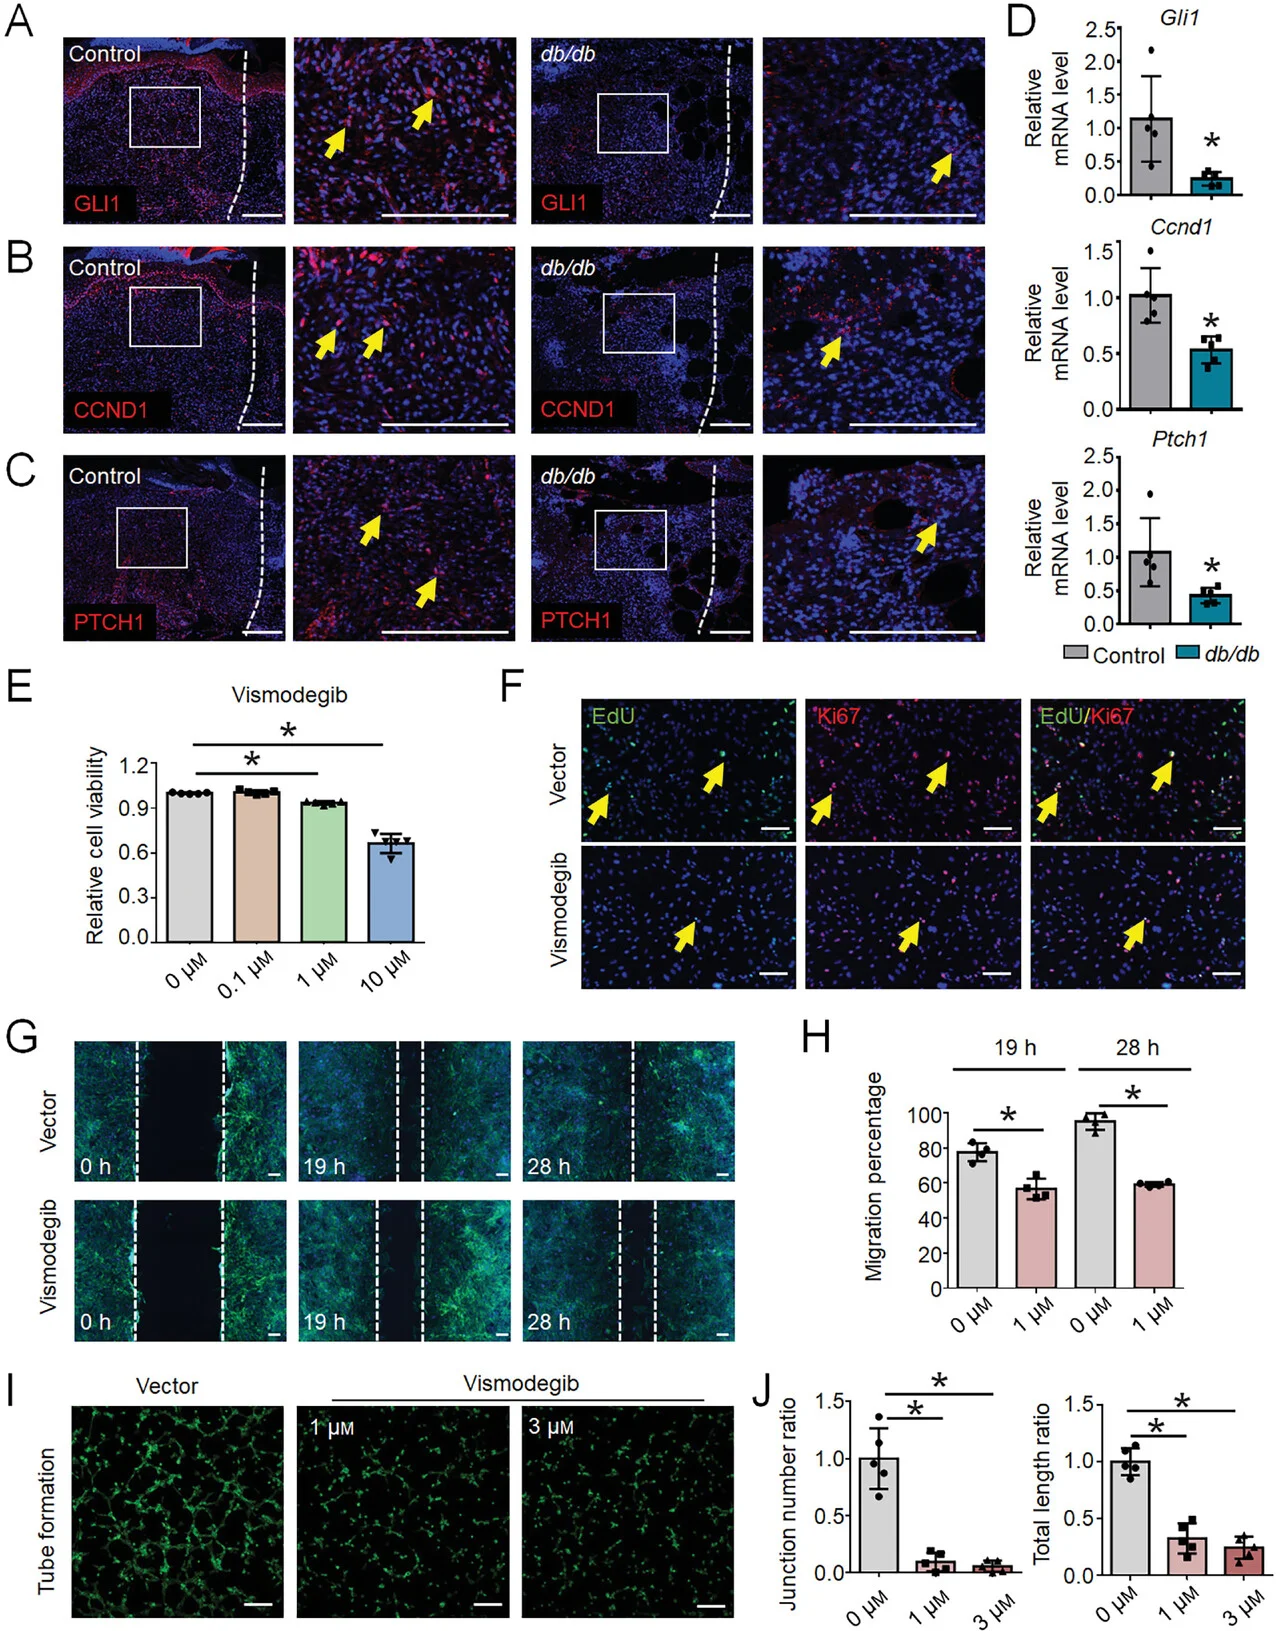 A
Control
GLI1
db/db
GLI1
B
Control
CCND1
db/db
CCND1
C
Control
PTCH1
db/db
PTCH1
D
Gli1
Relative
mRNA level
2.5
2.0
1.5
1.0
0.5
0.0
*
Ccnd1
Relative
mRNA level
1.5
1.0
0.5
0.0
*
Ptch1
Relative
mRNA level
2.5
2.0
1.5
1.0
0.5
0.0
*
Control
db/db
E
Vismodegib
*
*
Relative cell viability
1.2
0.9
0.6
0.3
0.0
0 μM
0.1 μM
1 μM
10 μM
F
EdU
Ki67
EdU/Ki67
Vector
Vismodegib
G
Vector
0 h
19 h
28 h
Vismodegib
0 h
19 h
28 h
H
19 h
28 h
*
*
Migration percentage
100
80
60
40
20
0
0 μM
1 μM
0 μM
1 μM
I
Vector
Vismodegib
1 μM
3 μM
Tube formation
J
*
*
Junction number ratio
1.5
1.0
0.5
0.0
0 μM
1 μM
3 μM
*
*
Total length ratio
1.5
1.0
0.5
0.0
0 μM
1 μM
3 μM